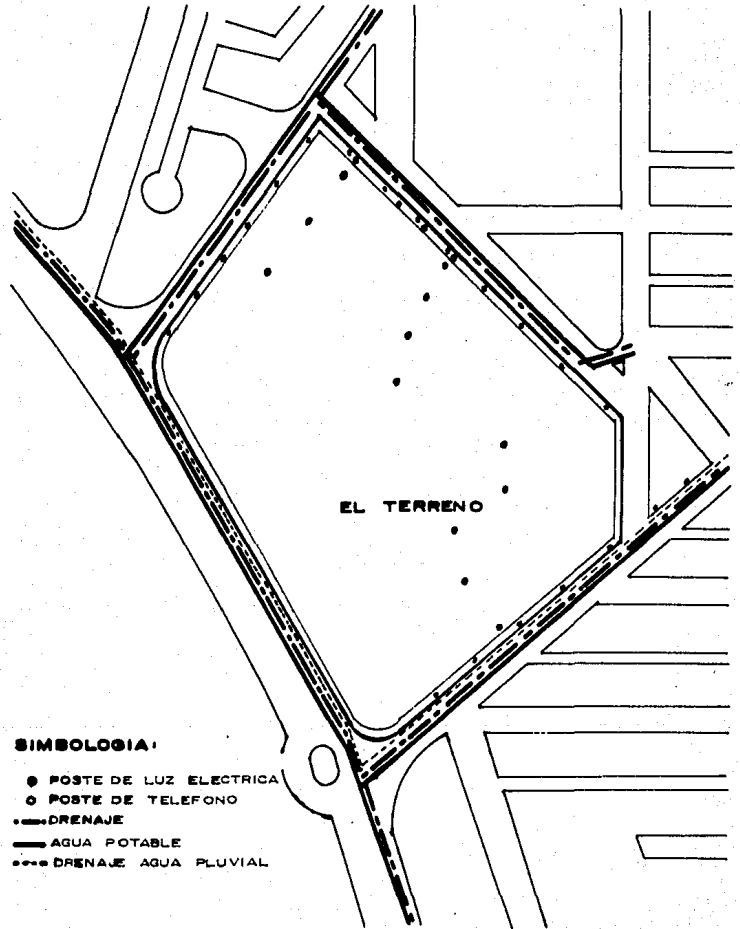 EL TERRENO
SIMBOLOGIA:
POSTE DE LUZ ELECTRICA
POSTE DE TELEFONO
DRENAJE
AGUA POTABLE
DRENAJE AGUA PLUVIAL